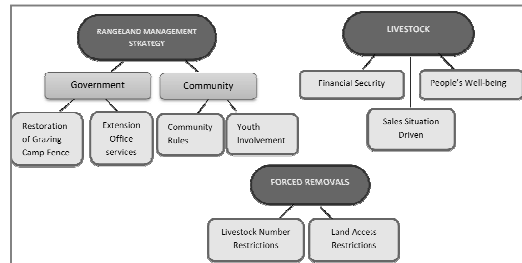 RANGELAND MANAGEMENT
STRATEGY
Government
Community
Restoration
of Grazing
Camp Fence
Extension
Office
services
Community
Rules
Youth
Involvement
LIVESTOCK
Financial Security
People's Well-being
Sales Situation
Driven
FORCED REMOVALS
Livestock Number
Restrictions
Land Access
Restrictions